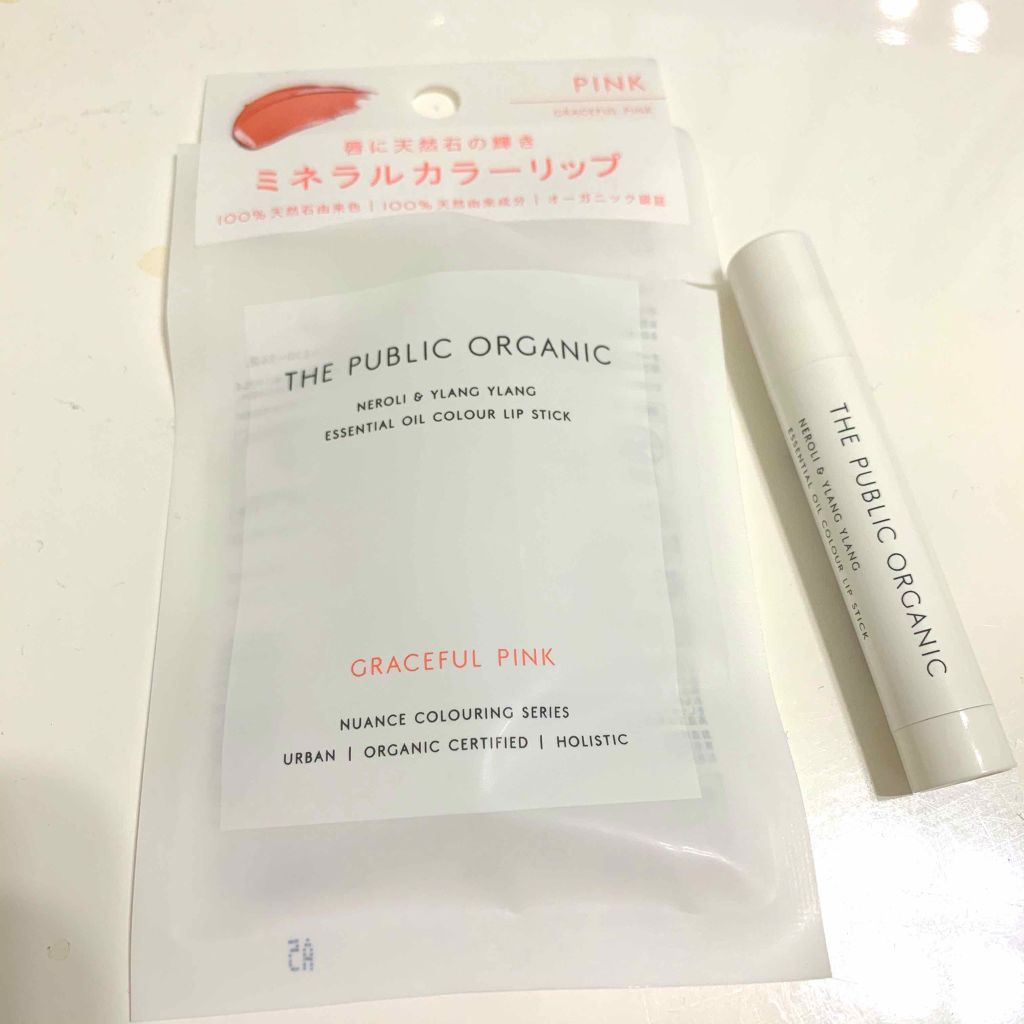 PINK
GRACEFUL PINK
唇に天然石の輝き
ミネラルカラーリップ
100%天然石由来色 | 100%天然由来成分 | オーガニック認証
THE PUBLIC ORGANIC
NEROLI & YLANG YLANG
ESSENTIAL OIL COLOUR LIP STICK
GRACEFUL PINK
NUANCE COLOURING SERIES
URBAN | ORGANIC CERTIFIED | HOLISTIC
THE PUBLIC ORGANIC
NEROLI & YLANG YLANG
ESSENTIAL OIL COLOUR LIP STICK